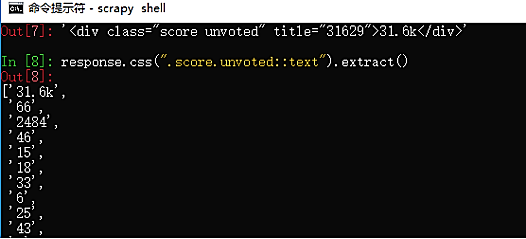 命令提示符 - scrapy  shell
Out[7]: '<div class="score unvoted" title="31629">31.6k</div>'
In [8]: response.css(".score.unvoted::text").extract()
Out[8]:
['31.6k',
'66',
'2484',
'46',
'15',
'18',
'33',
'6',
'25',
'43',